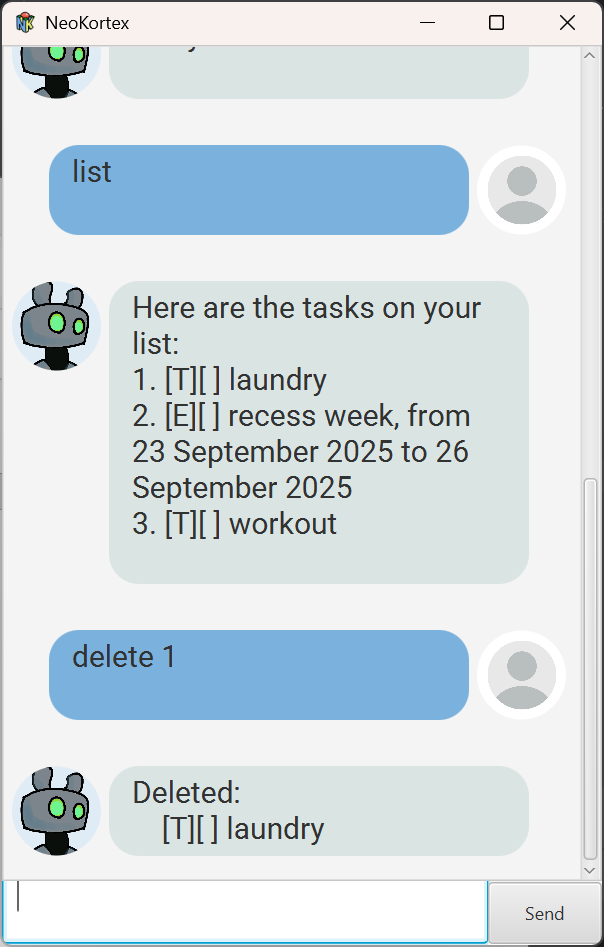 NeoKortex
list
Here are the tasks on your
list:
1. [T][ ] laundry
2. [E][ ] recess week, from
23 September 2025 to 26
September 2025
3. [T][ ] workout
delete 1
Deleted:
[T][ ] laundry
Send